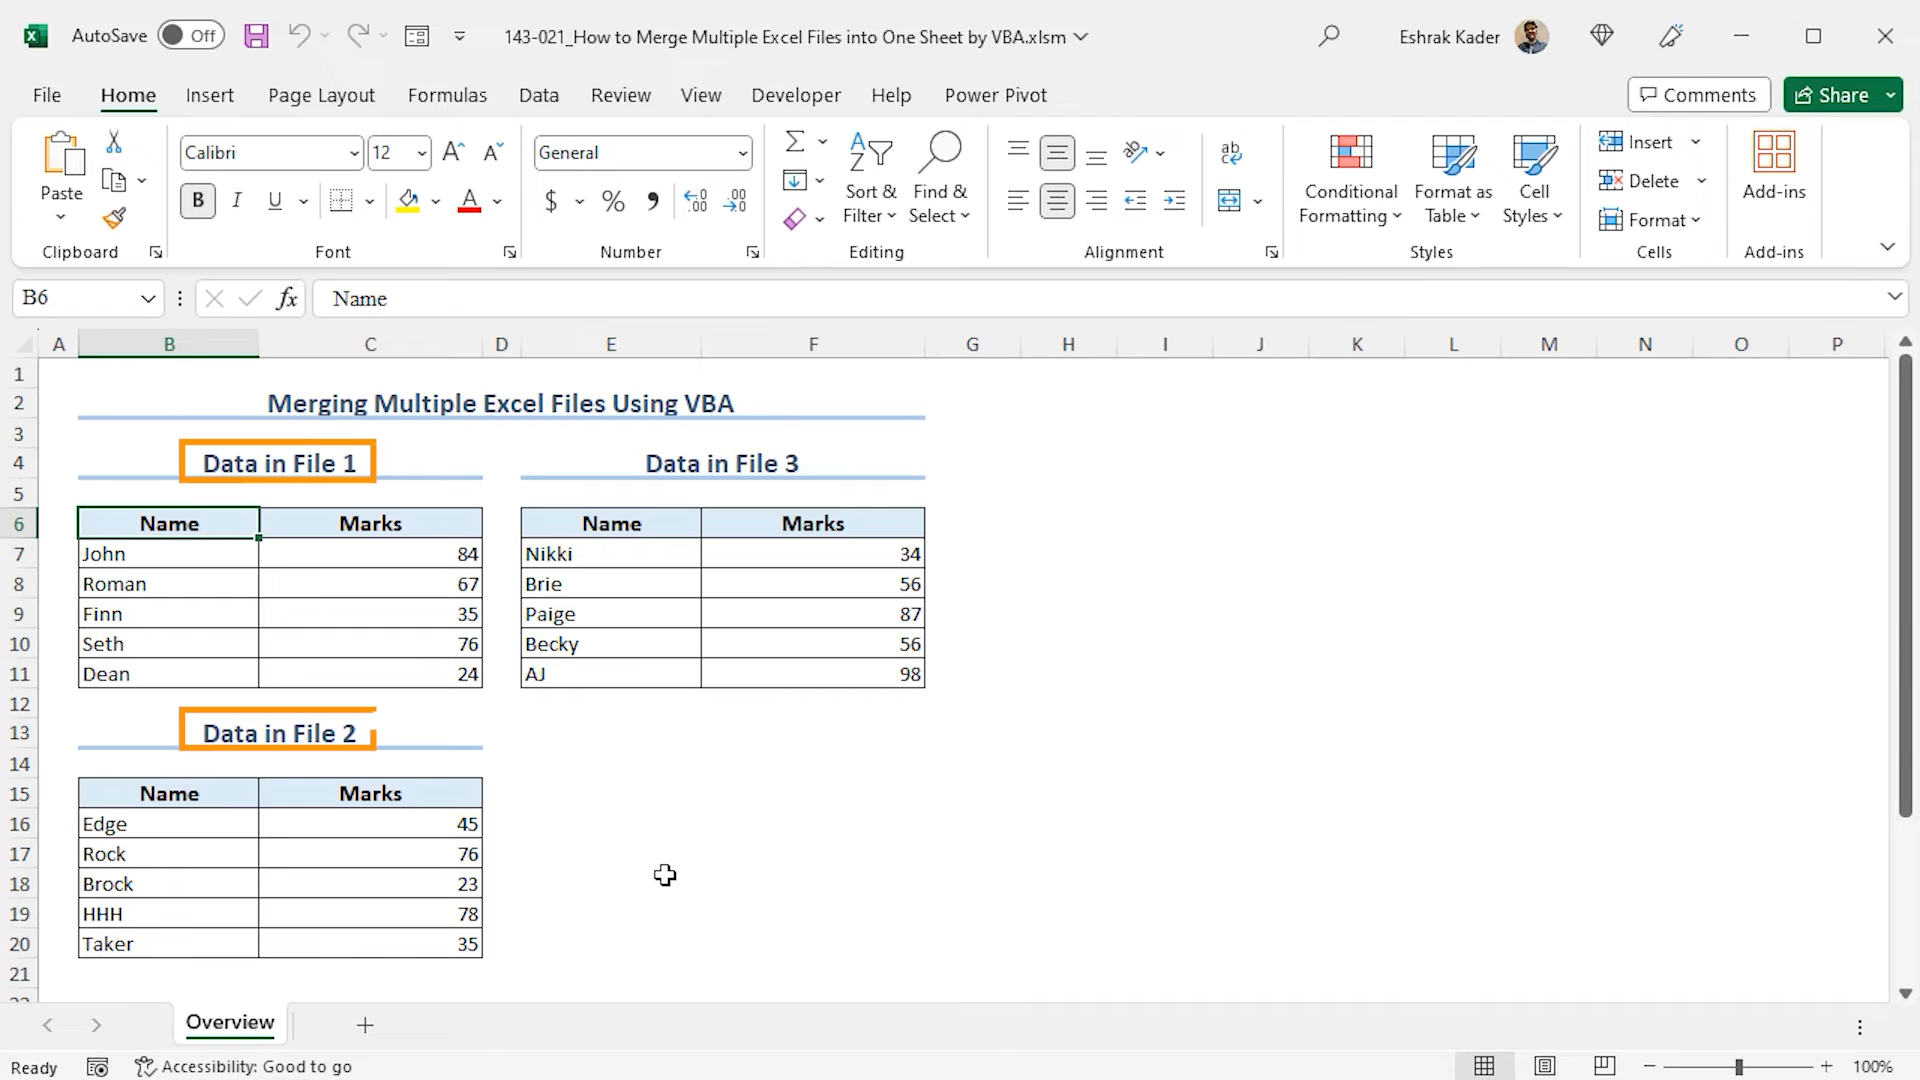 AutoSave Off 143-021_How to Merge Multiple Excel Files into One Sheet by VBA.xlsm Eshrak Kader
File Home Insert Page Layout Formulas Data Review View Developer Help Power Pivot Comments Share
Paste
Clipboard
Calibri 12
B I U A
Font
General
$ % , .00
Number
Sort & Filter
Find & Select
Editing
ab
Alignment
Conditional Formatting
Format as Table
Cell Styles
Styles
Insert
Delete
Format
Cells
Add-ins
Add-ins
B6 fx Name
A B C D E F G H I J K L M N O P
1
2 Merging Multiple Excel Files Using VBA
3
4 Data in File 1 Data in File 3
5
6 Name Marks Name Marks
7 John 84 Nikki 34
8 Roman 67 Brie 56
9 Finn 35 Paige 87
10 Seth 76 Becky 56
11 Dean 24 AJ 98
12
13 Data in File 2
14
15 Name Marks
16 Edge 45
17 Rock 76
18 Brock 23
19 HHH 78
20 Taker 35
21
Overview
Ready Accessibility: Good to go 100%